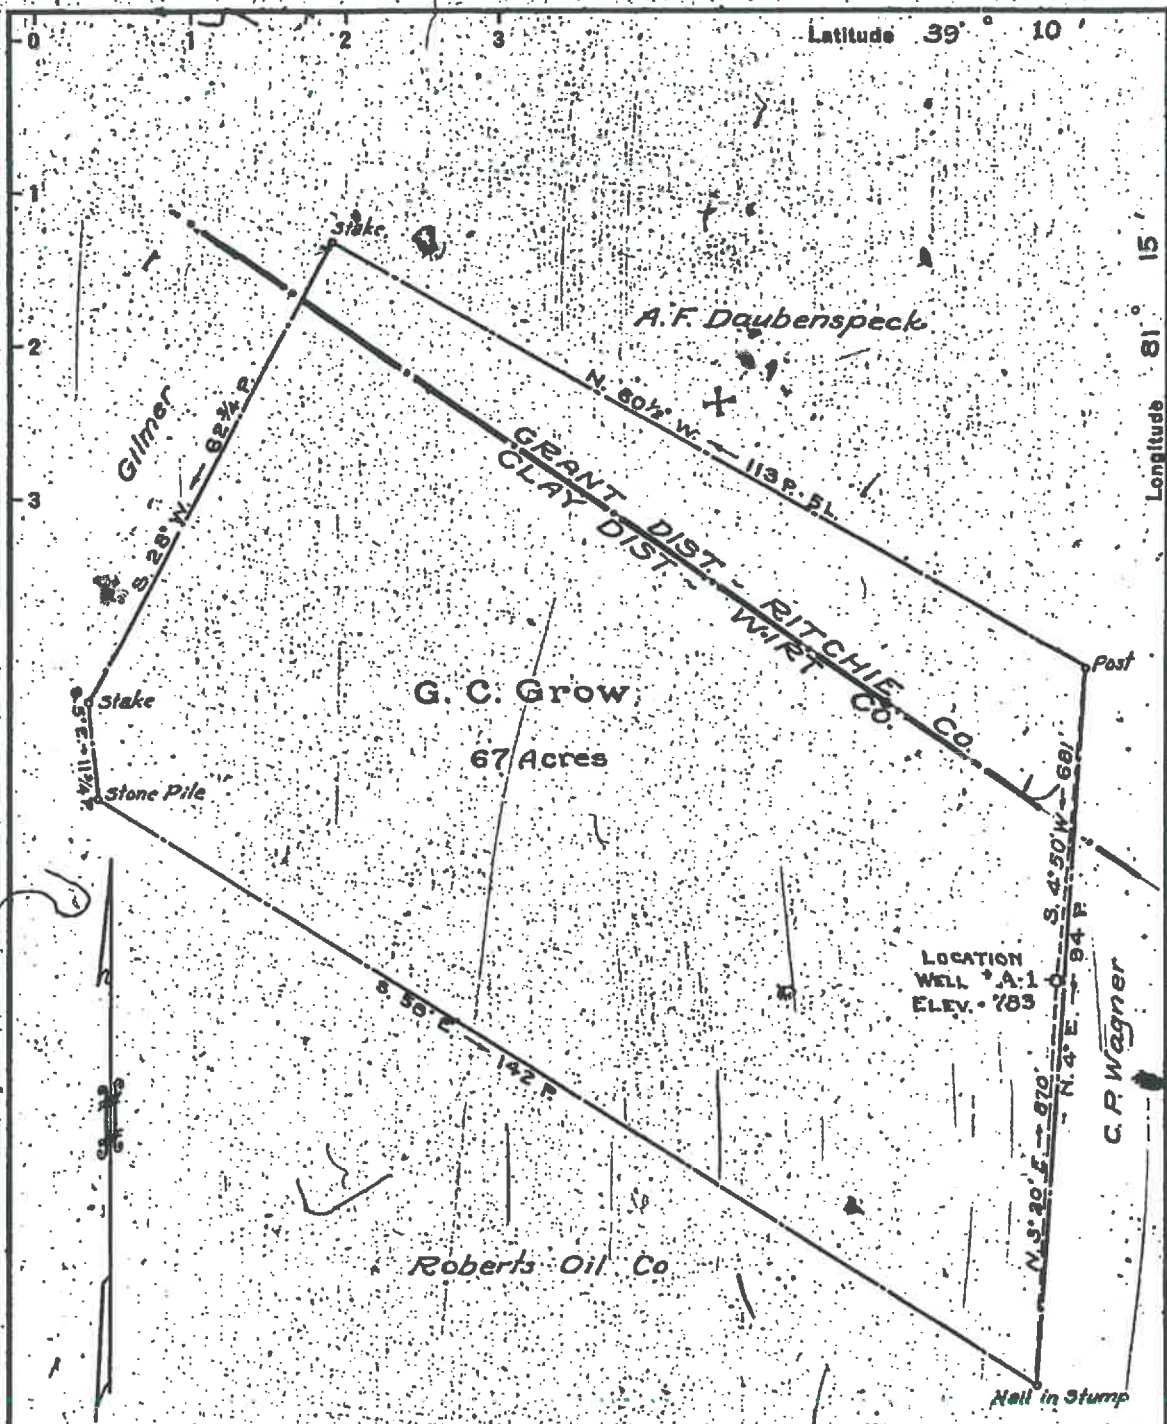 0 1 2 3 Latitude 39° 10'
1
2
3
Longitude 81° 15'
Stake
A.F. Daubenspeck
Gilmer
S. 28° W. ← 62¾ P.
N. 60½° W. ← 113 P. 5 L.
GRANT DIST. - RITCHIE CO.
CLAY DIST. - WIRT CO.
Post
Stake
G. C. Grow
67 Acres
Stone Pile
S. 4° 50' W - 681'
N. 4° E. → 94 P.
LOCATION
WELL # A-1
ELEV. - 783
C. P. Wagner
S. 58° E → 142 P
N. 3° 20' E → 870'
Roberts Oil Co
Nail in Stump